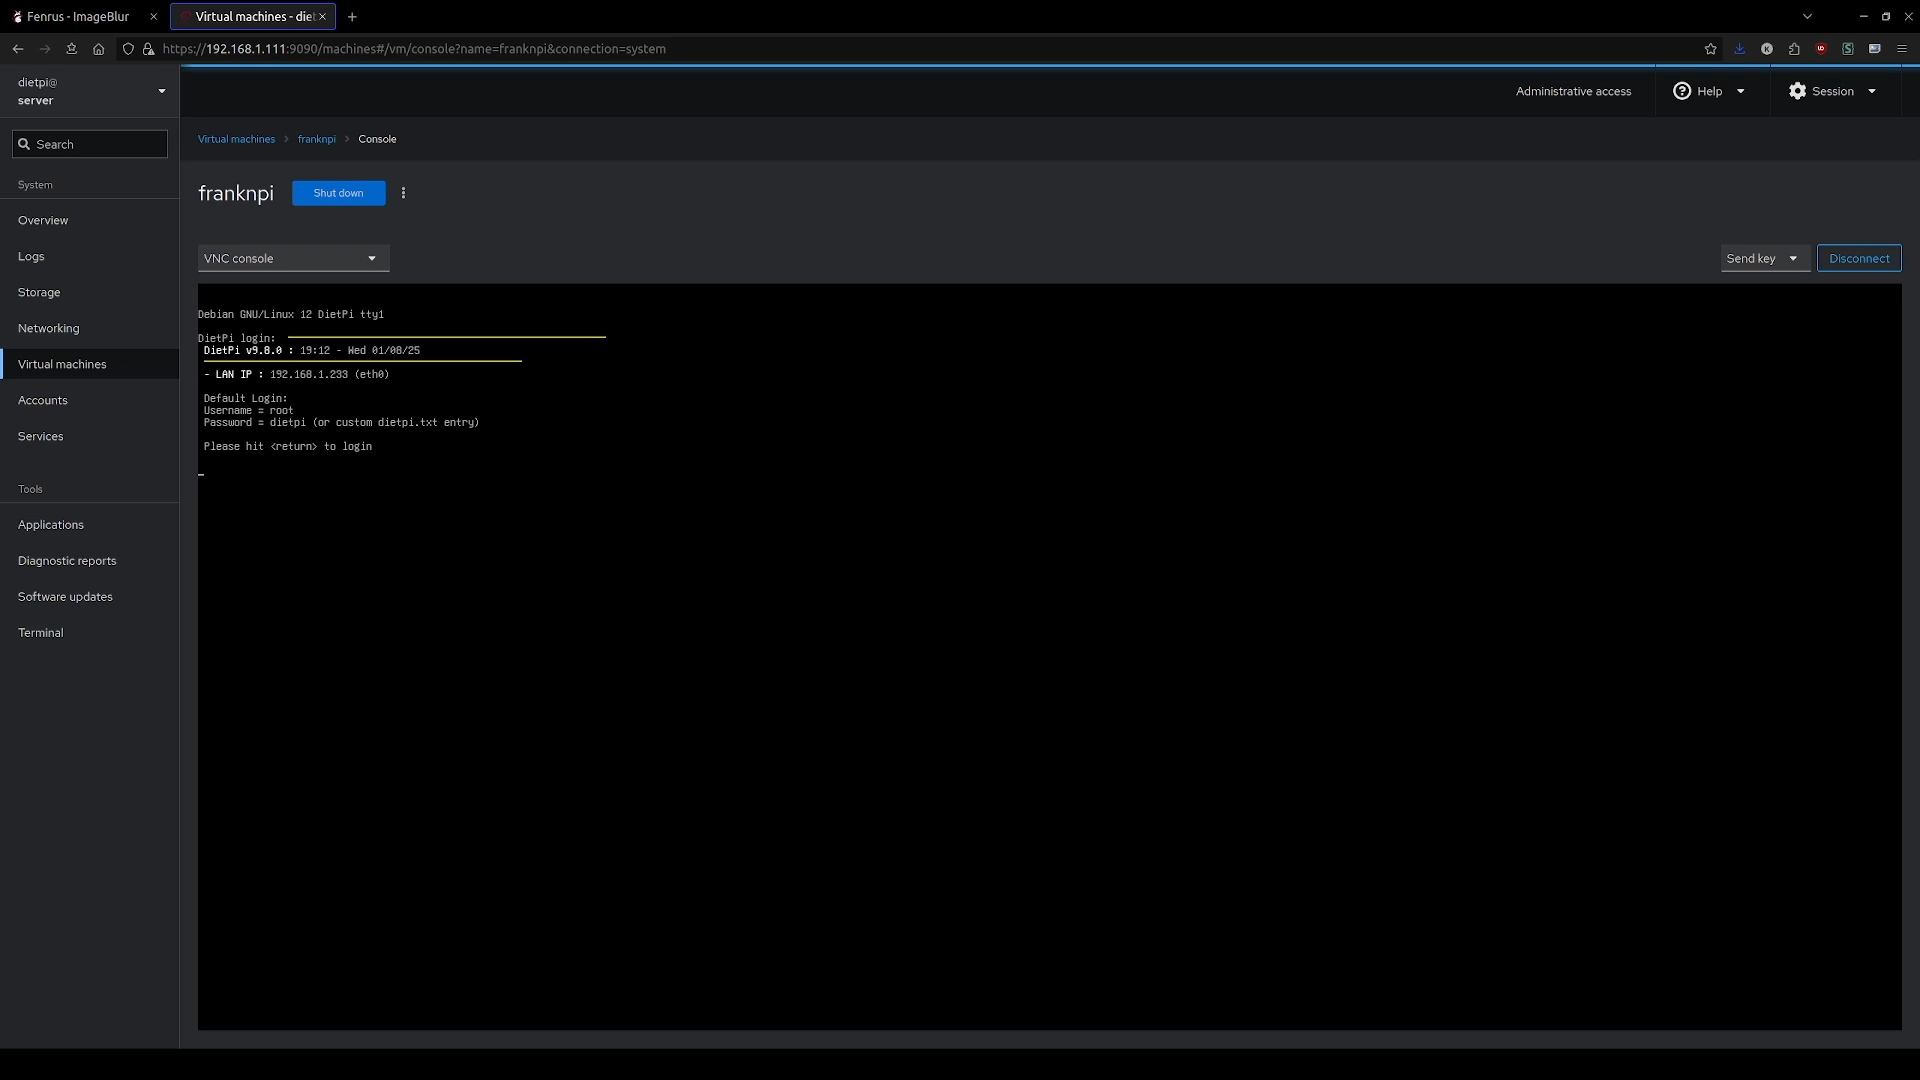 Fenrus - ImageBlur
Virtual machines - diet
https://192.168.1.111:9090/machines#/vm/console?name=franknpi&connection=system
dietpi@
server
Administrative access
Help
Session
Search
Virtual machines
franknpi
Console
System
franknpi
Shut down
Overview
Logs
VNC console
Send key
Disconnect
Storage
Networking
Virtual machines
Accounts
Services
Tools
Applications
Diagnostic reports
Software updates
Terminal
Debian GNU/Linux 12 DietPi tty1
DietPi login:
DietPi v9.8.0 : 19:12 - Wed 01/08/25
- LAN IP : 192.168.1.233 (eth0)
Default Login:
Username = root
Password = dietpi (or custom dietpi.txt entry)
Please hit <return> to login